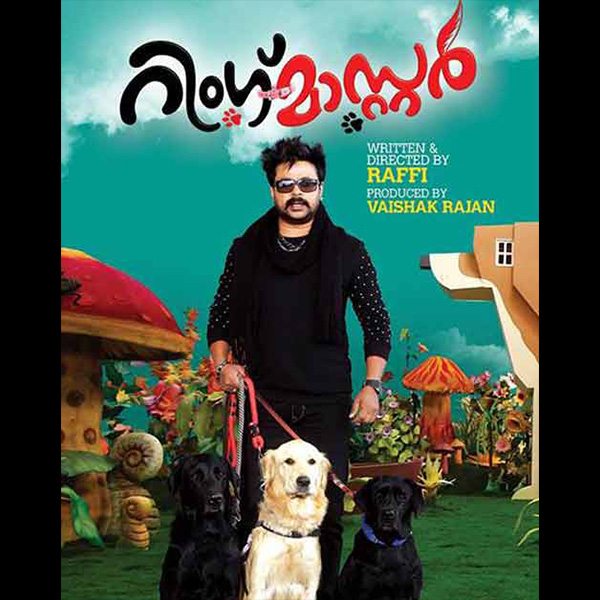 റിംഗ്മാസ്റ്റർ
WRITTEN &
DIRECTED BY
RAFFI
PRODUCED BY
VAISHAK RAJAN